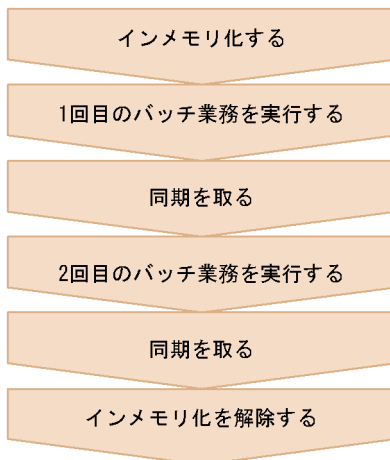 インメモリ化する
1回目のバッチ業務を実行する
同期を取る
2回目のバッチ業務を実行する
同期を取る
インメモリ化を解除する